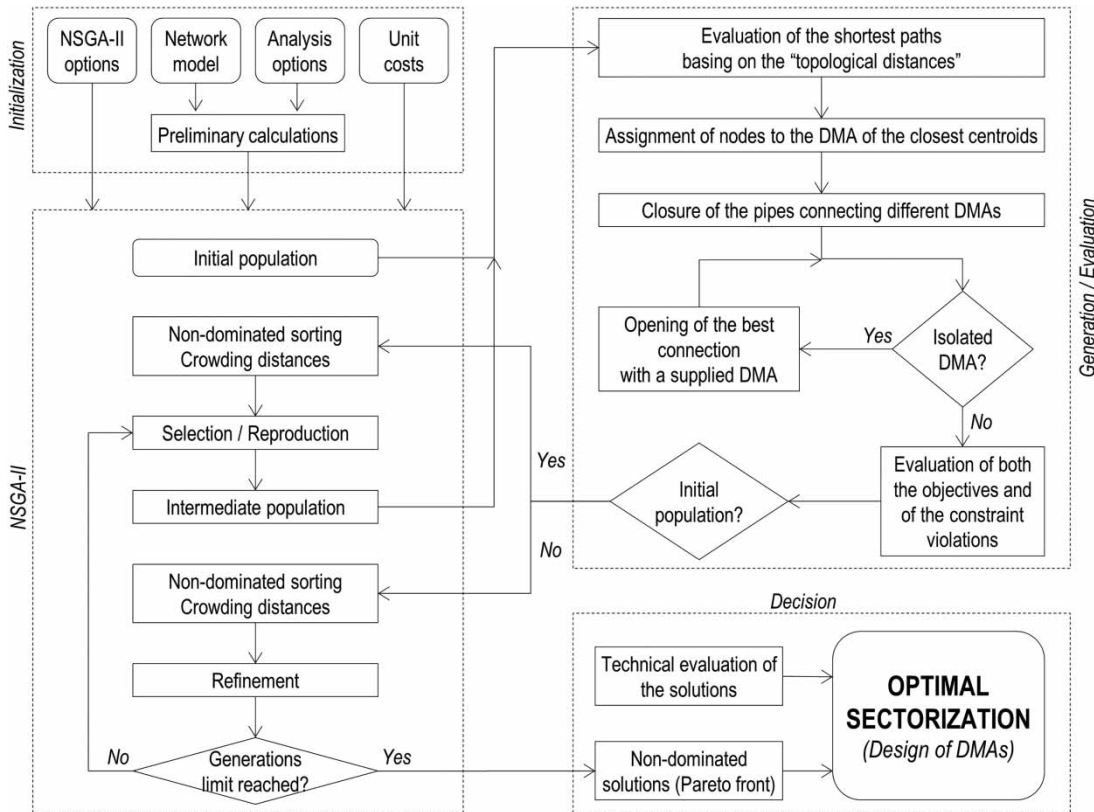 Initialization
NSGA-II
options
Network
model
Analysis
options
Unit
costs
Preliminary calculations
NSGA-II
Initial population
Non-dominated sorting
Crowding distances
Selection / Reproduction
Intermediate population
Non-dominated sorting
Crowding distances
Refinement
Generations
limit reached?
No
Yes
Generation / Evaluation
Evaluation of the shortest paths
basing on the “topological distances”
Assignment of nodes to the DMA of the closest centroids
Closure of the pipes connecting different DMAs
Opening of the best
connection
with a supplied DMA
Yes
Isolated
DMA?
No
Evaluation of both
the objectives and
of the constraint
violations
Initial
population?
Yes
No
Decision
Technical evaluation of
the solutions
Non-dominated
solutions (Pareto front)
OPTIMAL
SECTORIZATION
(Design of DMAs)